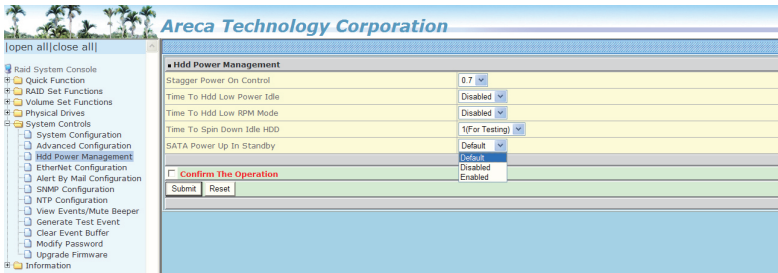 Areca Technology Corporation
|open all|close all|
Raid System Console
Quick Function
RAID Set Functions
Volume Set Functions
Physical Drives
System Controls
System Configuration
Advanced Configuration
Hdd Power Management
EtherNet Configuration
Alert By Mail Configuration
SNMP Configuration
NTP Configuration
View Events/Mute Beeper
Generate Test Event
Clear Event Buffer
Modify Password
Upgrade Firmware
Information
Hdd Power Management
Stagger Power On Control 0.7
Time To Hdd Low Power Idle Disabled
Time To Hdd Low RPM Mode Disabled
Time To Spin Down Idle HDD 1(For Testing)
SATA Power Up In Standby Default
Default
Disabled
Enabled
Confirm The Operation
Submit Reset